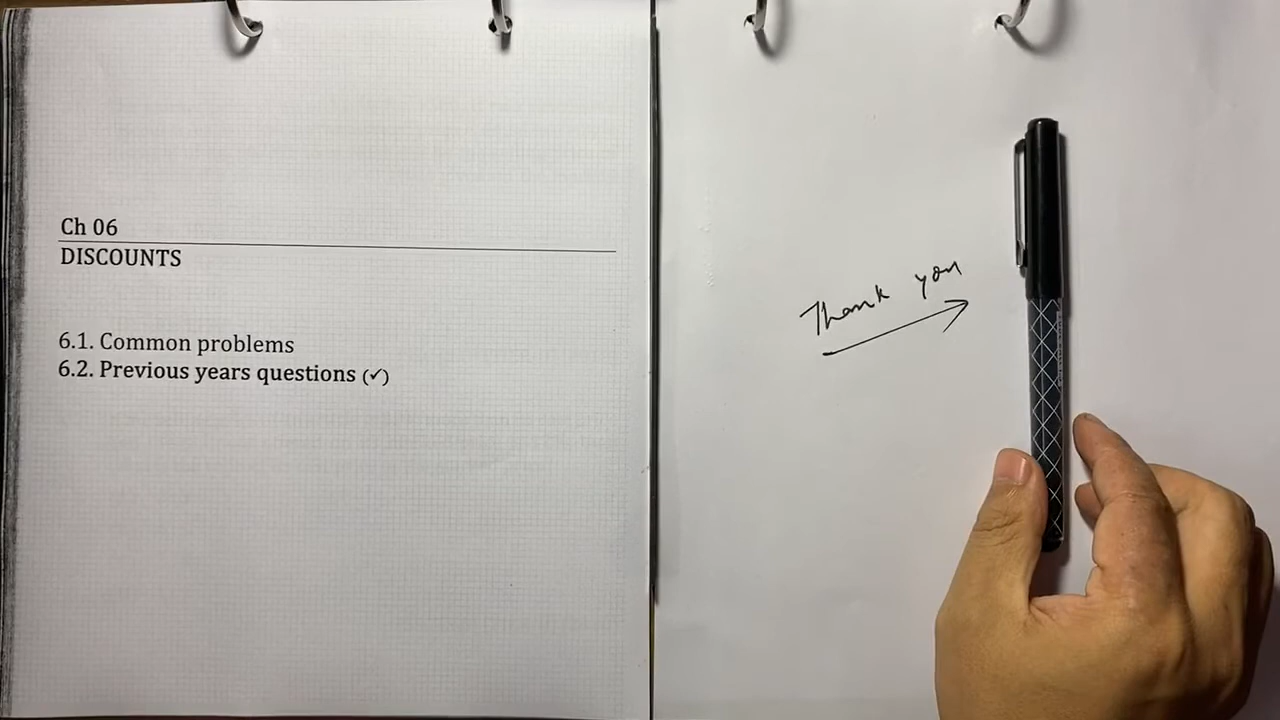 Ch 06
DISCOUNTS
6.1. Common problems
6.2. Previous years questions (✓)
Thank you